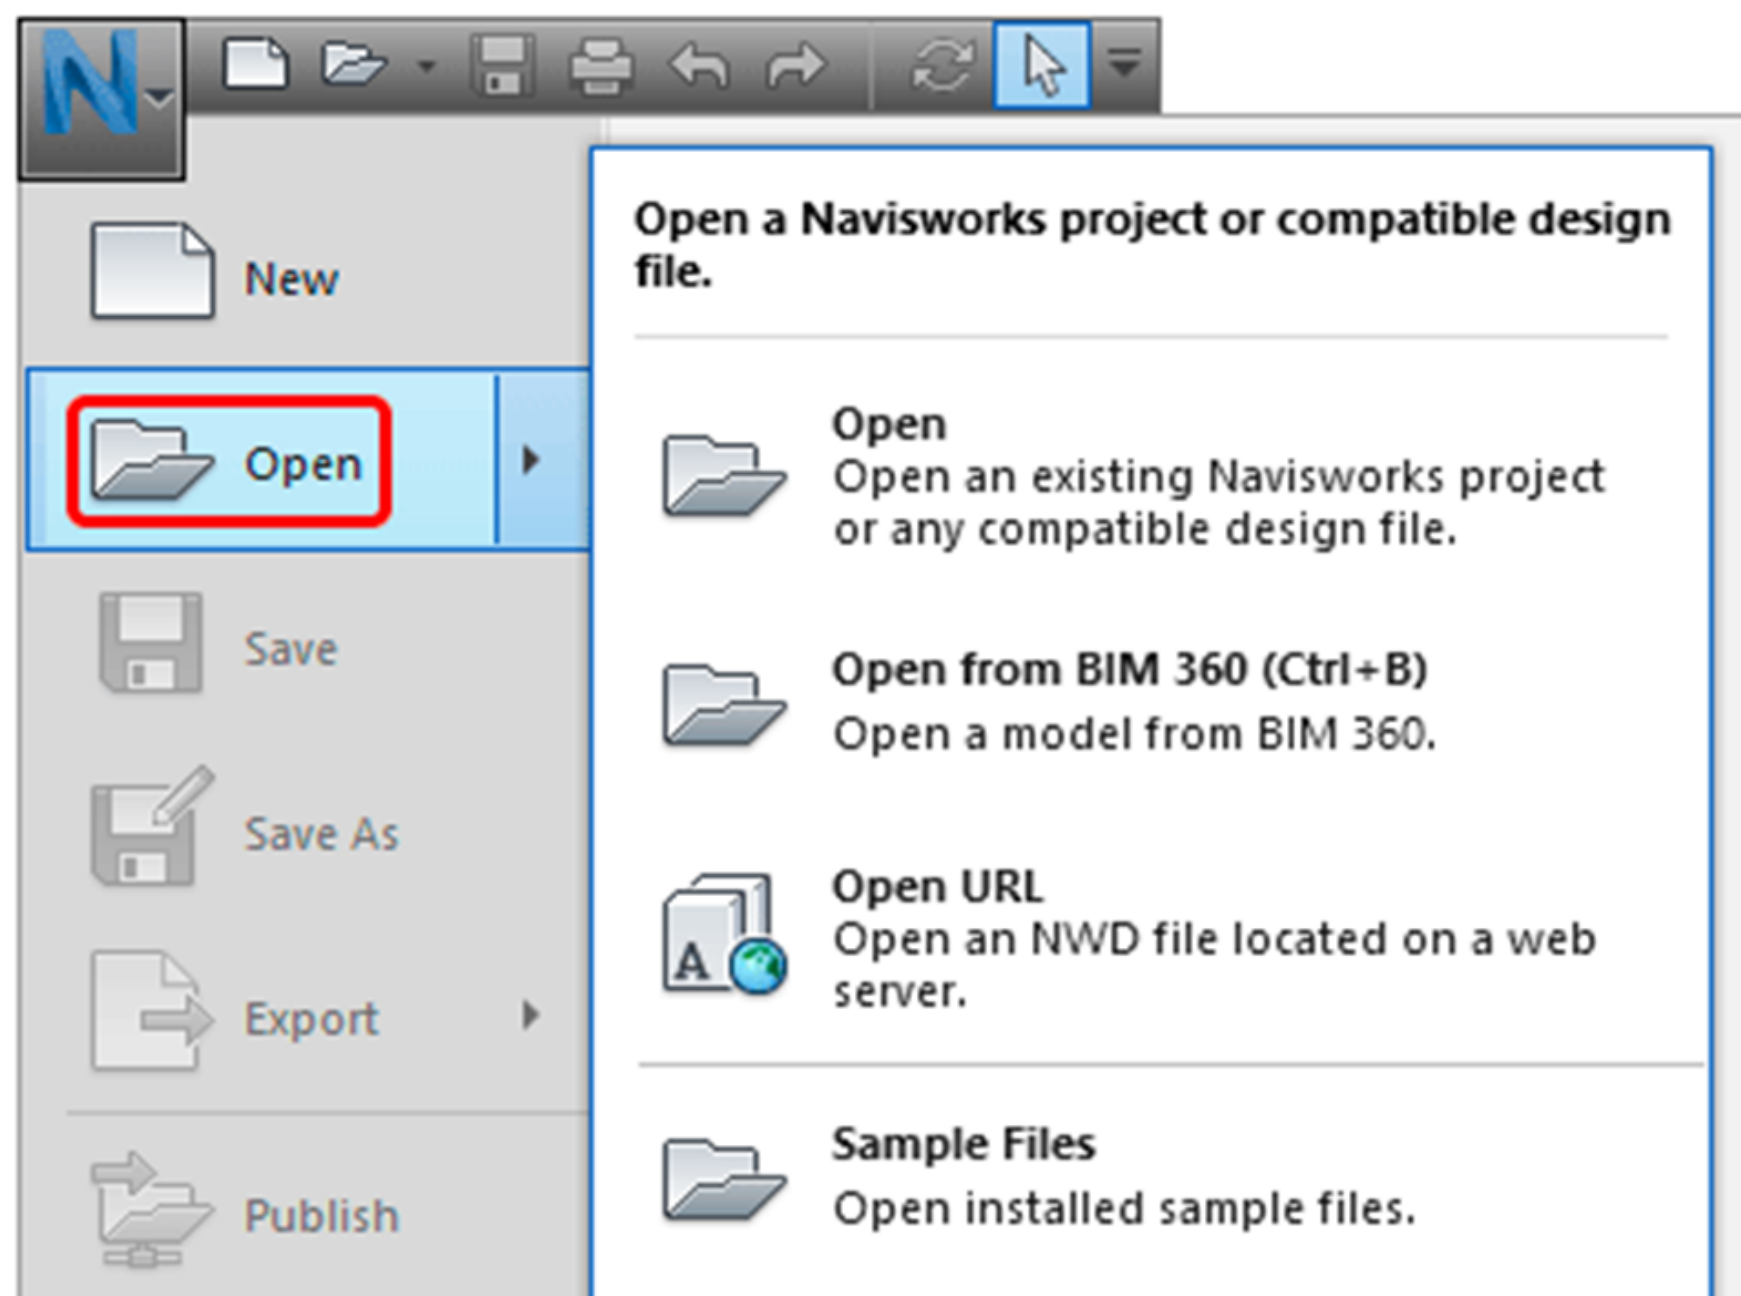 N
New
Open
Save
Save As
Export
Publish
Open a Navisworks project or compatible design
file.
Open
Open an existing Navisworks project
or any compatible design file.
Open from BIM 360 (Ctrl+B)
Open a model from BIM 360.
Open URL
Open an NWD file located on a web
server.
A
Sample Files
Open installed sample files.